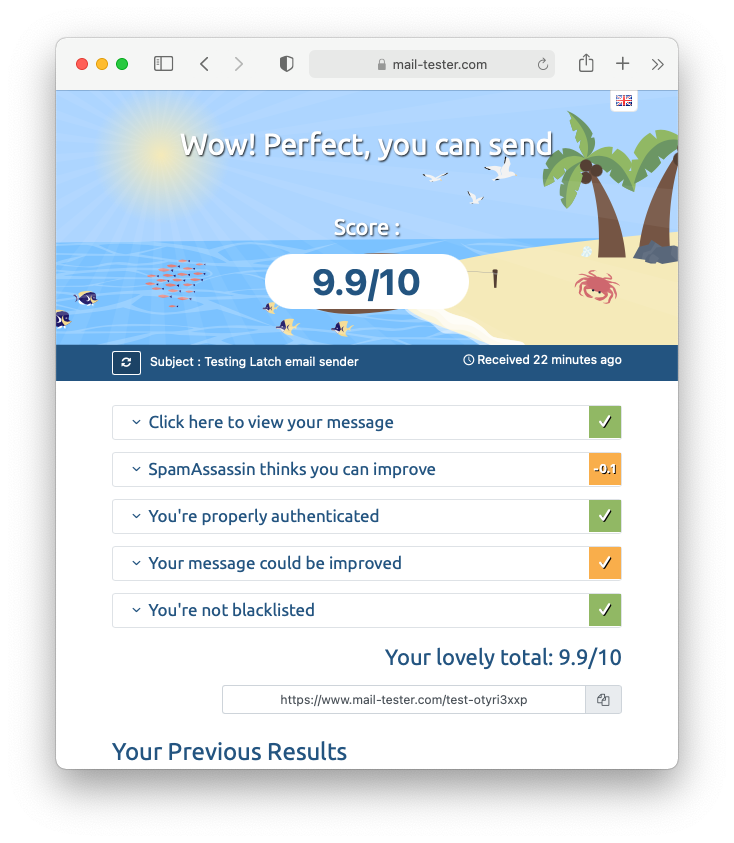 mail-tester.com
Wow! Perfect, you can send
Score :
9.9/10
Subject : Testing Latch email sender
Received 22 minutes ago
Click here to view your message
SpamAssassin thinks you can improve
-0.1
You're properly authenticated
Your message could be improved
You're not blacklisted
Your lovely total: 9.9/10
https://www.mail-tester.com/test-otyri3xxp
Your Previous Results